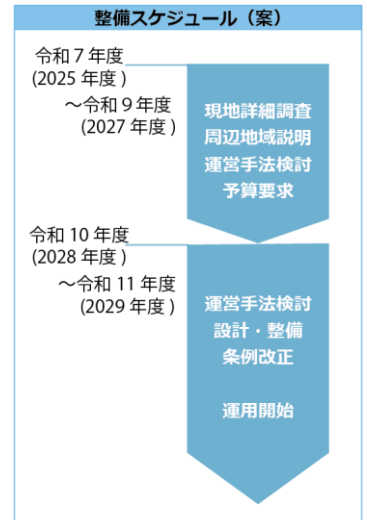 整備スケジュール（案）
令和７年度
(2025 年度 )
～令和９年度
(2027 年度 )
現地詳細調査
周辺地域説明
運営手法検討
予算要求
令和 10 年度
(2028 年度 )
～令和 11 年度
(2029 年度 )
運営手法検討
設計・整備
条例改正
運用開始